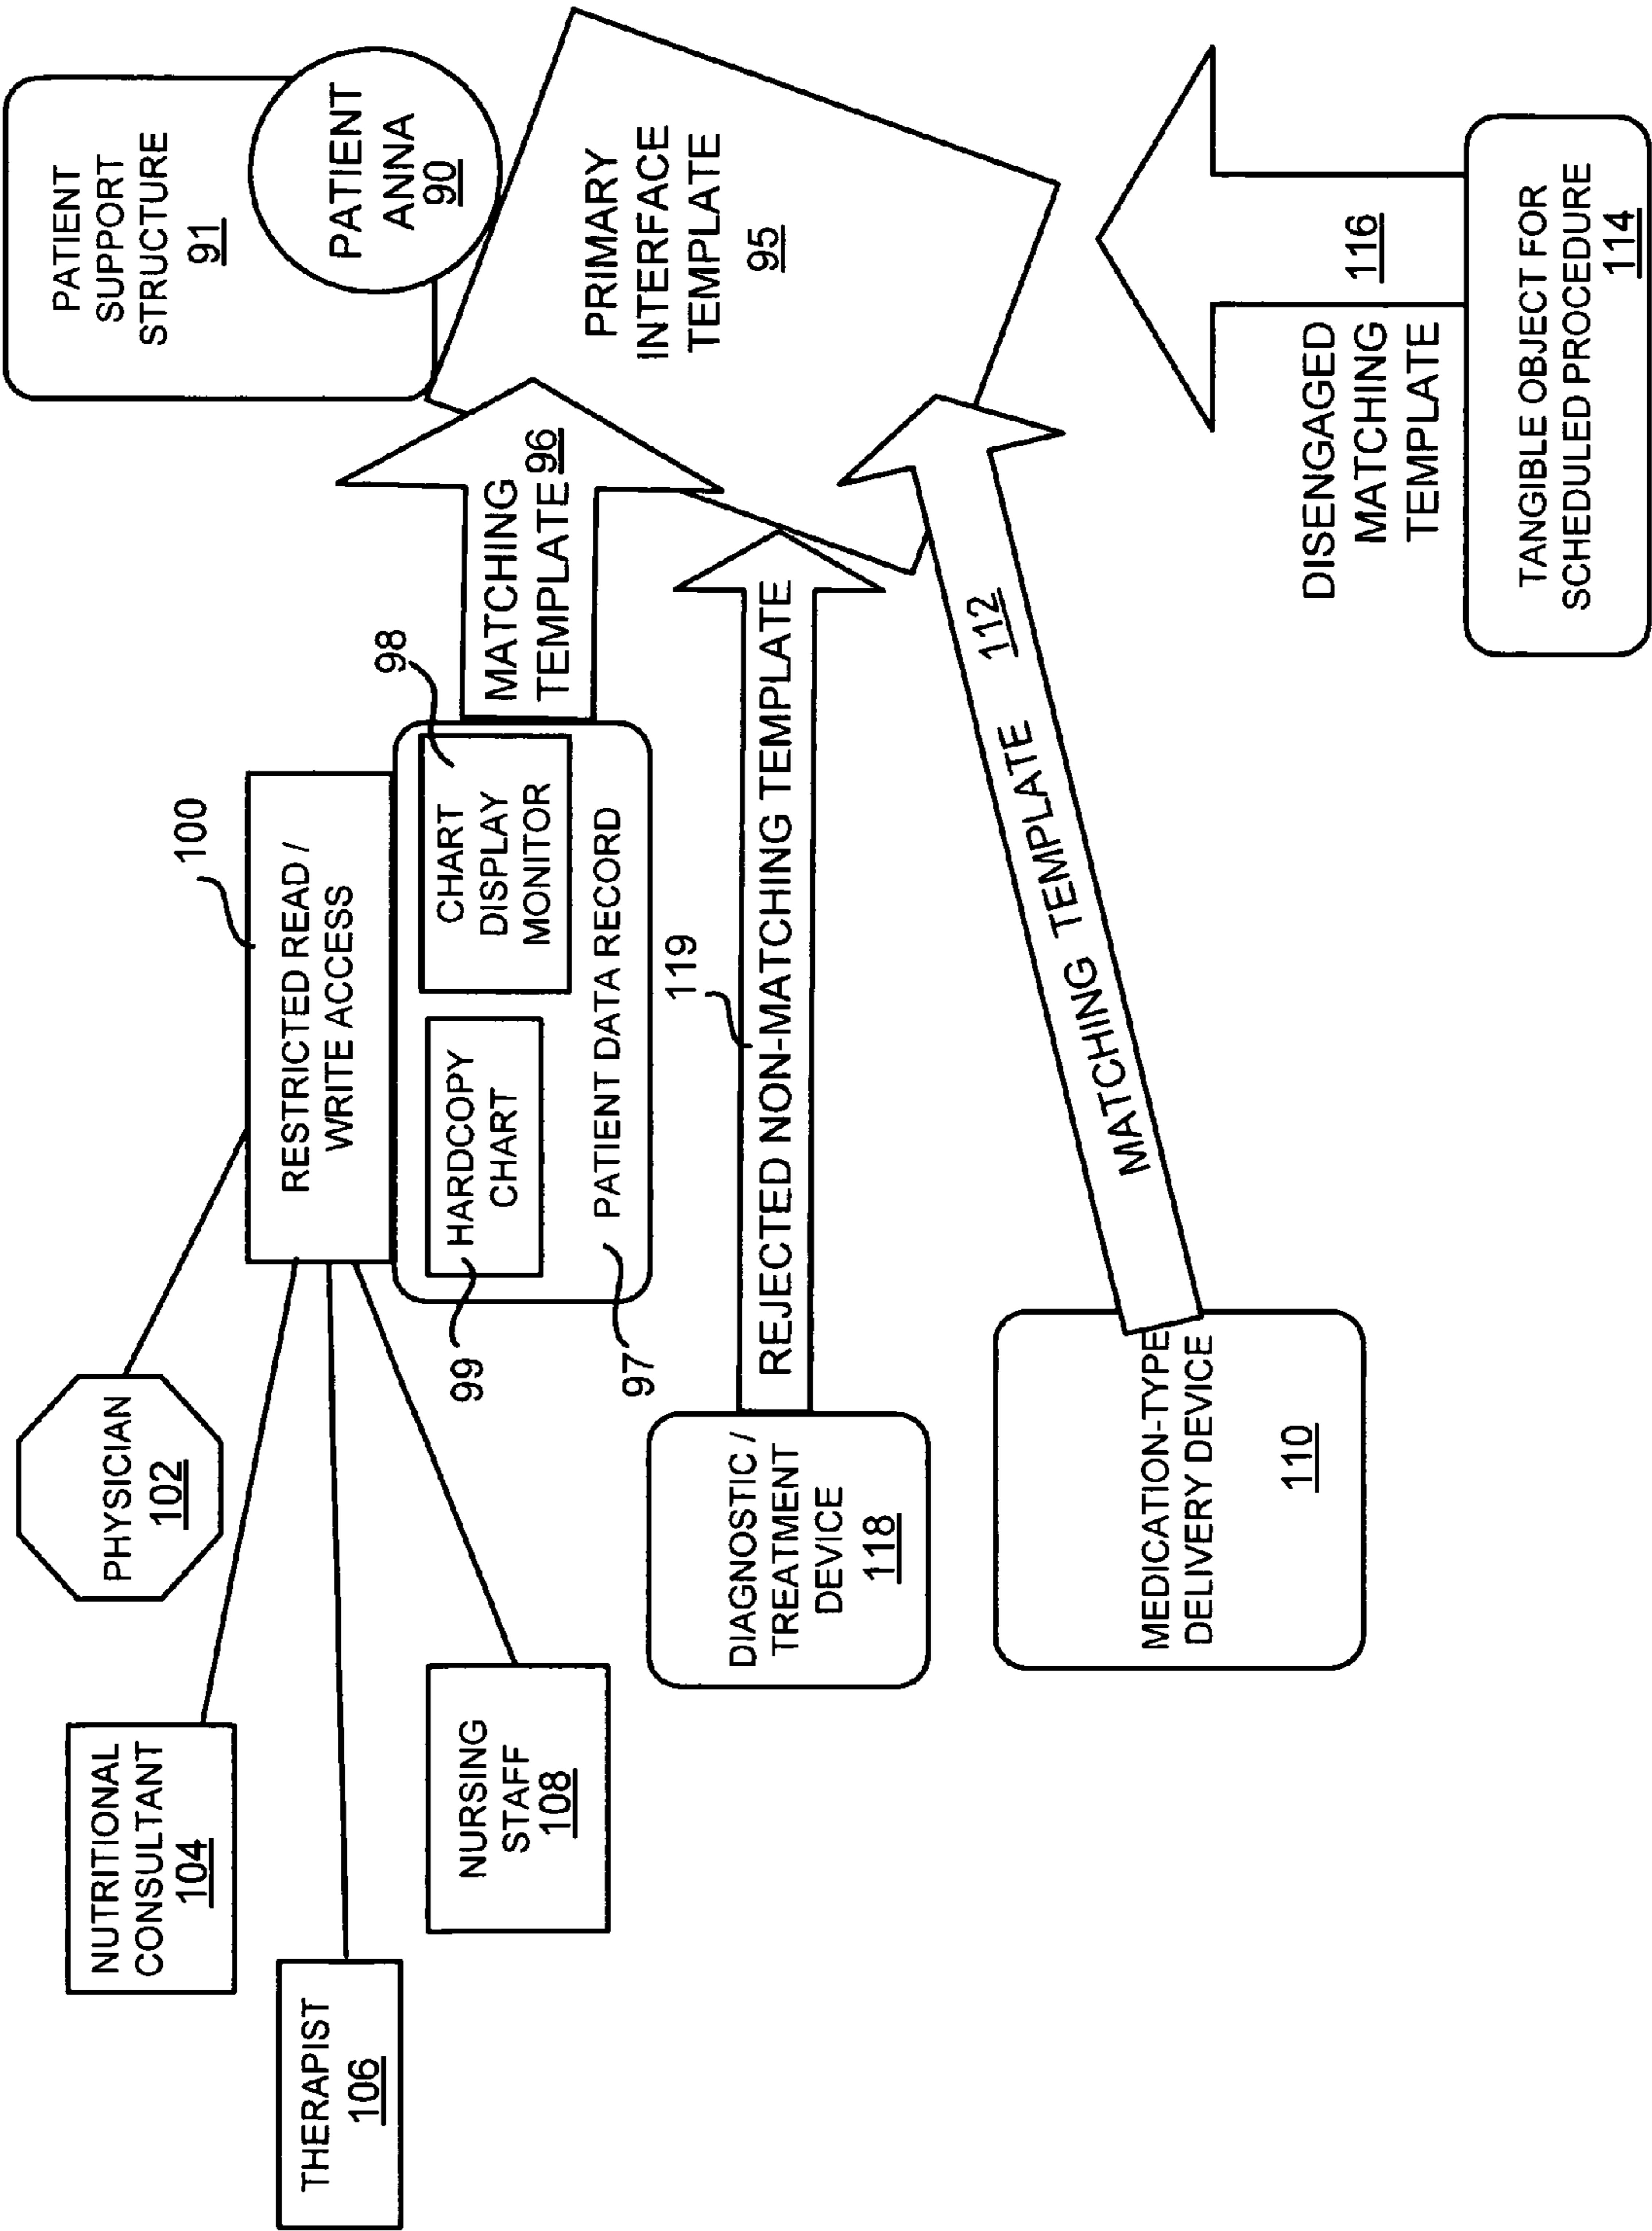 PATIENT
SUPPORT
STRUCTURE
91
PATIENT
ANNA
90
PRIMARY
INTERFACE
TEMPLATE
95
MATCHING
TEMPLATE 96
98
100
RESTRICTED READ /
WRITE ACCESS
CHART
DISPLAY
MONITOR
HARDCOPY
CHART
PATIENT DATA RECORD
99
97
PHYSICIAN
102
NUTRITIONAL
CONSULTANT
104
THERAPIST
106
NURSING
STAFF
108
119
REJECTED NON-MATCHING TEMPLATE
DIAGNOSTIC /
TREATMENT
DEVICE
118
MATCHING TEMPLATE 112
MEDICATION-TYPE
DELIVERY DEVICE
110
116
DISENGAGED
MATCHING
TEMPLATE
TANGIBLE OBJECT FOR
SCHEDULED PROCEDURE
114